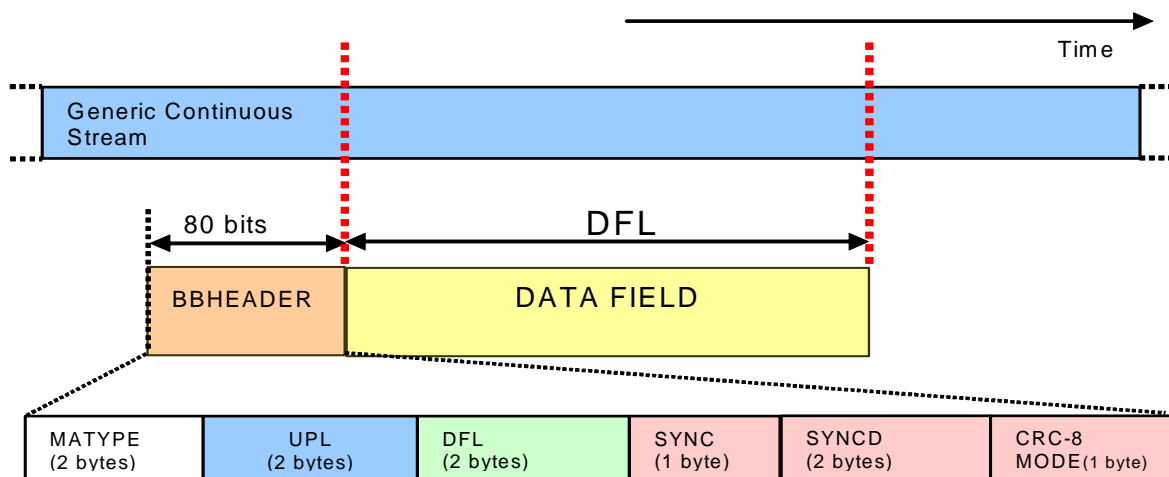 Time
Generic Continuous
Stream
80 bits
DFL
BBHEADER
DATA FIELD
MATYPE
(2 bytes)
UPL
(2 bytes)
DFL
(2 bytes)
SYNC
(1 byte)
SYNCD
(2 bytes)
CRC-8
MODE(1 byte)